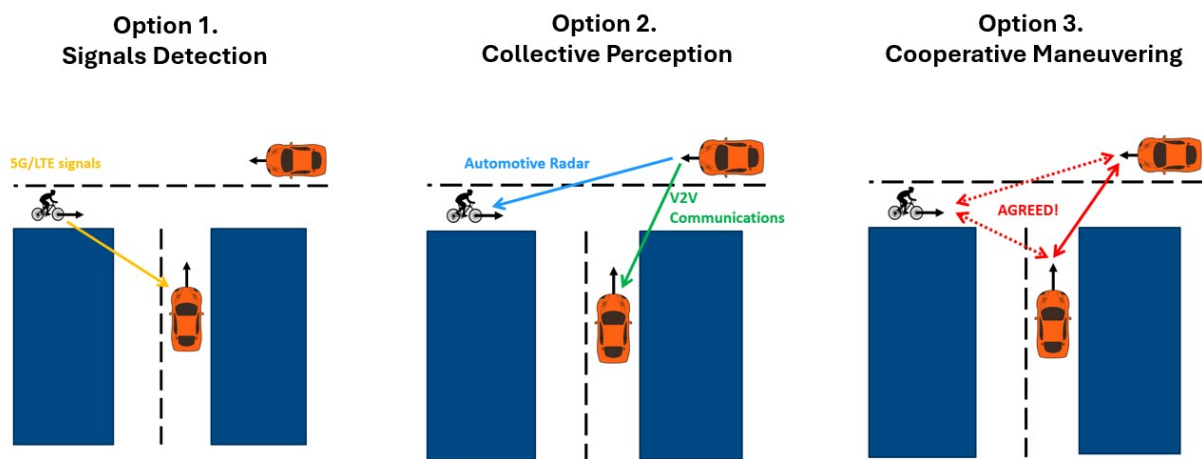 Option 1.
Signals Detection
5G/LTE signals
Option 2.
Collective Perception
Automotive Radar
V2V
Communications
Option 3.
Cooperative Maneuvering
AGREED!